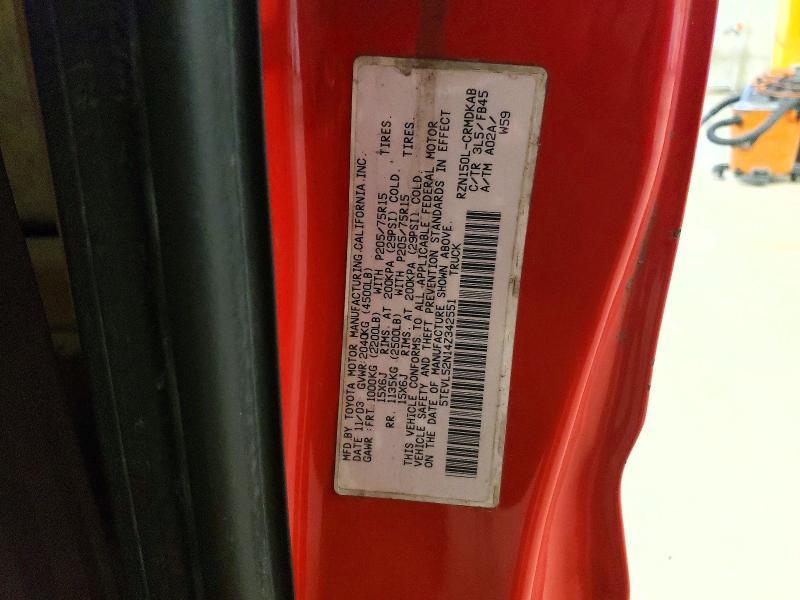 MFD.BY TOYOTA MOTOR MANUFACTURING.CALIFORNIA.INC.
DATE 11/03 GVWR:2040KG (4500LB)
GAWR:FRT.1000KG (2200LB) WITH P205/75R15 TIRES.
15X6J RIMS. AT 200KPA (29PSI) COLD.
RR. 1135KG (2500LB) WITH P205/75R15 TIRES.
15X6J RIMS. AT 200KPA (29PSI) COLD.
THIS VEHICLE CONFORMS TO ALL APPLICABLE FEDERAL MOTOR
VEHICLE SAFETY AND THEFT PREVENTION STANDARDS IN EFFECT
ON THE DATE OF MANUFACTURE SHOWN ABOVE.
5TEVL52N14Z342551 TRUCK
RZN150L-CRMDKAB
C/TR 3L5/FB45
A/TM A02A/
W59